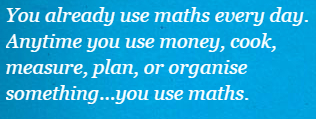 You already use maths every day.
Anytime you use money, cook,
measure, plan, or organise
something...you use maths.